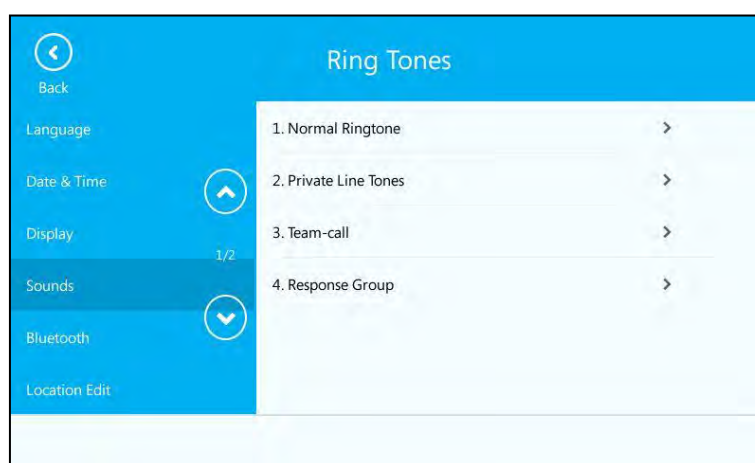 Ring Tones
Back
Language
Date & Time
Display
1/2
Sounds
Bluetooth
Location Edit
1. Normal Ringtone
2. Private Line Tones
3. Team-call
4. Response Group